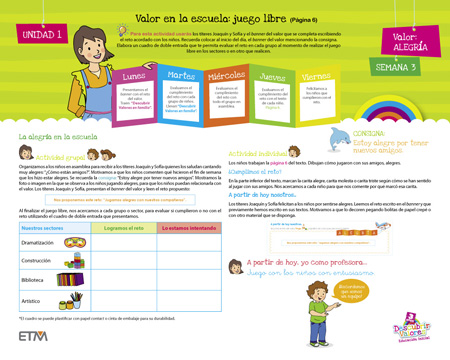 UNIDAD 1
Valor en la escuela: juego libre (Página 6)
Para esta actividad usarás los títeres Joaquín y Sofía y el banner del valor que se completa escribiendo
el reto acordado con los niños. Recuerda colocar al inicio del día, el banner del valor mencionando la consigna.
Elabora un cuadro de doble entrada que te permita evaluar el reto en cada grupo al momento de realizar el juego
libre en los sectores o en otro que realices.
Valor:
ALEGRÍA
SEMANA 3
Lunes
Presentamos el
banner con el reto
del valor.
Título: "Descubrir
Valores en familia"
Martes
Evaluamos el
cumplimiento del reto
con cada grupo
de niños.
Título: "Descubrir
Valores en familia"
Miércoles
Evaluamos el
cumplimiento del reto
con todo el grupo en
asamblea.
Jueves
Evaluamos el
cumplimiento del reto
con el texto
de cada niño.
Página 6
Viernes
Felicitamos a
los niños que
cumplieron el reto.
La alegría en la escuela
Actividad grupal
Organizamos a los niños en asamblea para recibir a los títeres Joaquín y Sofía quienes los saludan cantando
muy alegres "¿Cómo están amigos?". Motivamos a que los niños comenten qué hacen el fin de semana
que los hizo estar alegres. Se recuerda la consigna "Estoy alegre por tener nuevos amigos". Motivamos la
foto o imagen en la que se observa a los niños jugando alegres, para que los niños puedan relacionarla con
el valor. Los títeres Joaquín y Sofía, presentan el banner del valor y leen el reto propuesto:
Nos proponemos este reto: "Jugamos alegres con nuestros compañeros"
Al finalizar el juego libre, nos acercamos a cada grupo o sector, para evaluar si cumplieron o no con el
reto utilizando el cuadro de doble entrada que presentamos.
Nuestros sectores
Logramos el reto
Lo estamos intentando
Dramatización
Construcción
Biblioteca
Artístico
*El cuadro se puede plastificar con papel contact o cinta de embalaje para su durabilidad.
ETM
CONSIGNA:
Estoy alegre por tener
nuevos amigos.
Actividad individual
Los niños trabajan la página 6 del texto. Dibujan cómo jugaron con sus amigos, alegres.
¿Cumplimos el reto?
En la parte inferior del texto, marcan la carita alegre, carita molesta o carita triste según cómo se han sentido
al jugar con sus amigos. Nos acercamos a cada niño para que nos comente por qué marcó esa carita.
A partir de hoy nosotros...
Los títeres Joaquín y Sofía felicitan a los niños por sentirse alegres. Leemos el reto escrito en el banner y que
previamente hemos escrito en sus textos. Motivamos a que lo decoren pegando bolitas de papel crepé o
con otro material que se disponga.
A partir de hoy, yo como profesora...
Juego con los niños con entusiasmo
Descubrir
Valores
Educación Inicial